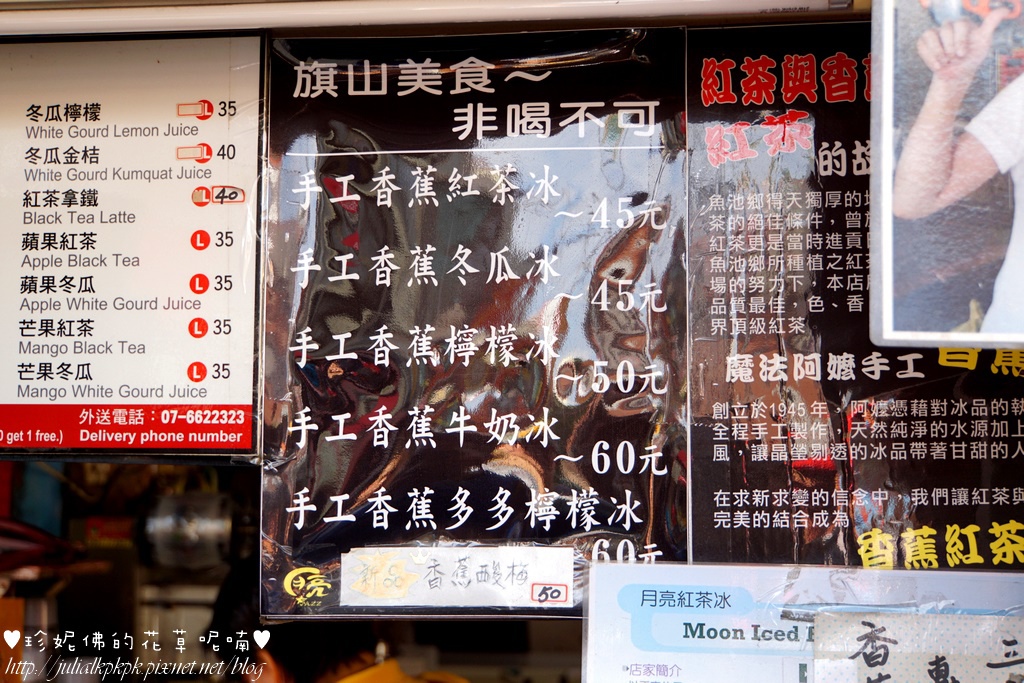 冬瓜檸檬 L 35
White Gourd Lemon Juice
冬瓜金桔 L 40
White Gourd Kumquat Juice
紅茶拿鐵 L 40
Black Tea Latte
蘋果紅茶 L 35
Apple Black Tea
蘋果冬瓜 L 35
Apple White Gourd Juice
芒果紅茶 L 35
Mango Black Tea
芒果冬瓜 L 35
Mango White Gourd Juice
外送電話：07-6622323
0 get 1 free.) Delivery phone number
旗山美食～
非喝不可
手工香蕉紅茶冰
～45元
手工香蕉冬瓜冰
～45元
手工香蕉檸檬冰
～50元
手工香蕉牛奶冰
～60元
手工香蕉多多檸檬冰
60元
新品 香蕉酸梅 50
紅茶與香
紅茶
的故
魚池鄉得天獨厚的
茶的絕佳條件，曾
紅茶更是當時進貢
魚池鄉所種植之紅
場的努力下，本店
品質最佳，色、香
界頂級紅茶
魔法阿嬤手工
香蕉
創立於1945年，阿嬤憑藉對冰品的執
全程手工製作，天然純淨的水源加上
風，讓晶瑩剔透的冰品帶著甘甜的人
在求新求變的信念中，我們讓紅茶與
完美的結合成為
香蕉紅茶
月亮紅茶冰
Moon Iced
店家簡介
香
三
♥珍妮佛的花草呢喃♥
http://julialkpkpk.pixnet.net/blog